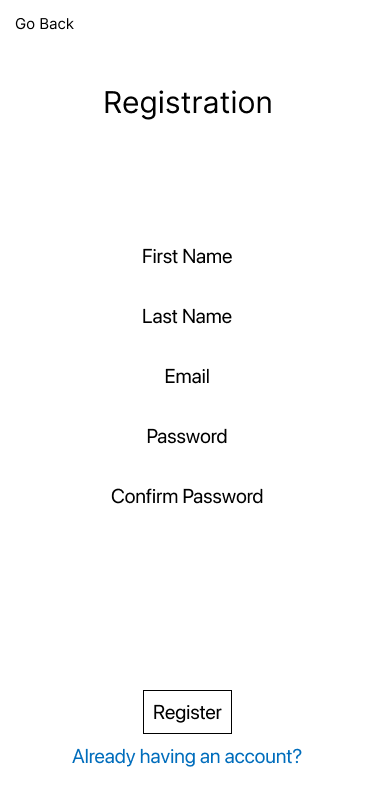 Go Back
Registration
First Name
Last Name
Email
Password
Confirm Password
Register
Already having an account?